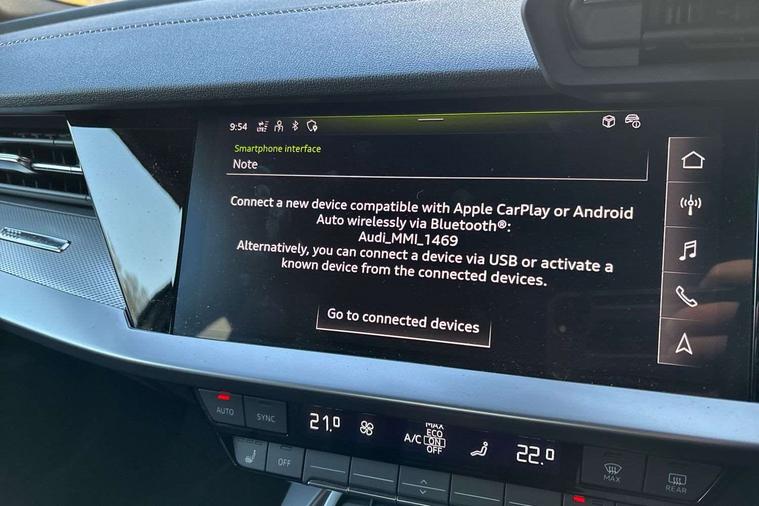 9:54
LTE
Smartphone interface
Note
Connect a new device compatible with Apple CarPlay or Android
Auto wirelessly via Bluetooth®:
Audi_MMI_1469
Alternatively, you can connect a device via USB or activate a
known device from the connected devices.
Go to connected devices
AUTO
SYNC
21.0
A/C
MAX
ECO
ON
OFF
22.0
OFF
MAX
REAR